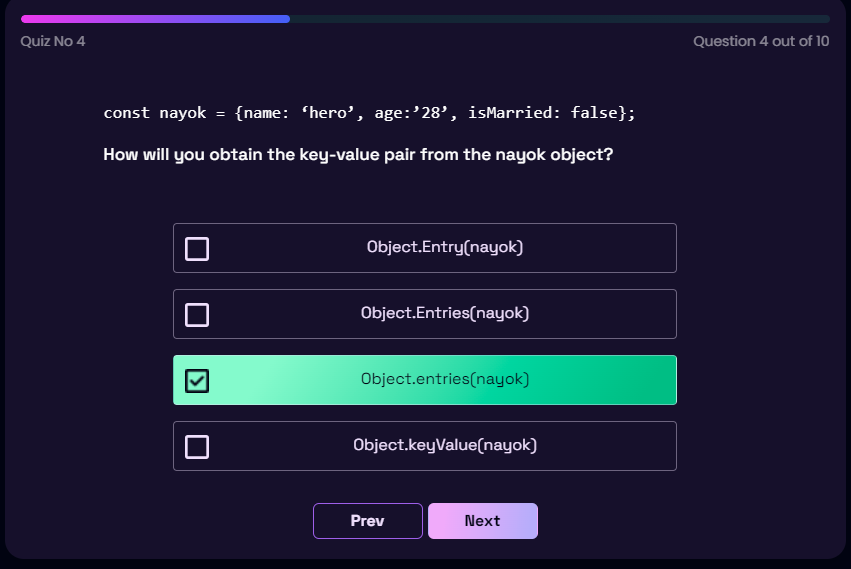 Quiz No 4
Question 4 out of 10
const nayok = {name: ‘hero’, age:’28’, isMarried: false};
How will you obtain the key-value pair from the nayok object?
Object.Entry(nayok)
Object.Entries(nayok)
Object.entries(nayok)
Object.keyValue(nayok)
Prev
Next